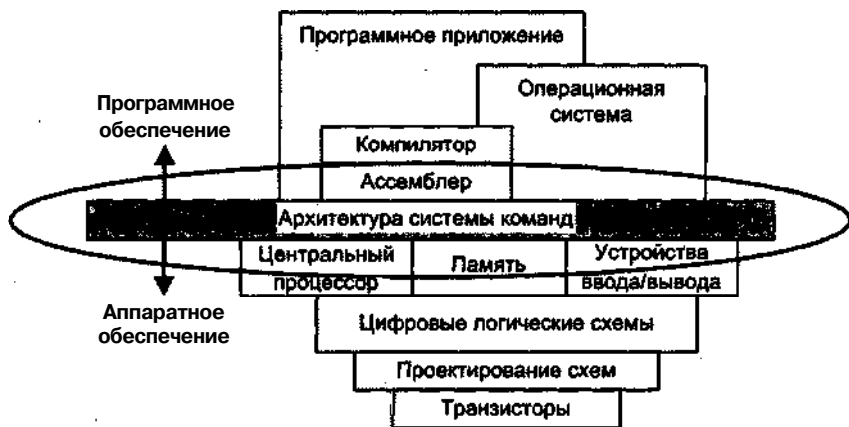 Программное приложение
Операционная
система
Программное
обеспечение
Компилятор
Ассемблер
Архитектура системы команд
Центральный
процессор
Память
Устройства
ввода/вывода
Аппаратное
обеспечение
Цифровые логические схемы
Проектирование схем
Транзисторы